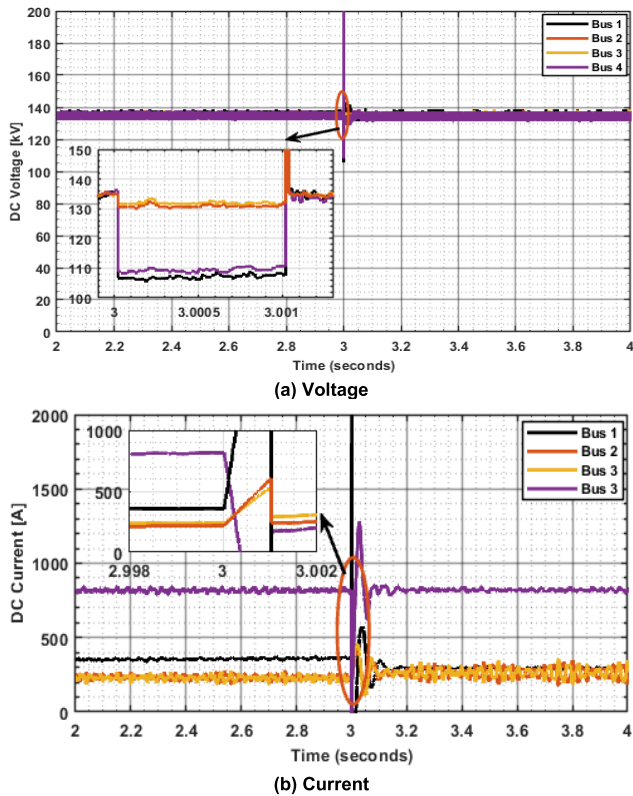 200
180
160
140
120
100
80
60
40
20
0
DC Voltage [kV]
Bus 1
Bus 2
Bus 3
Bus 4
150
140
130
120
110
100
3 3.0005 3.001
2 2.2 2.4 2.6 2.8 3 3.2 3.4 3.6 3.8 4
Time (seconds)
(a) Voltage
2000
1500
1000
500
0
DC Current [A]
1000
500
0
2.998 3 3.002
Bus 1
Bus 2
Bus 3
Bus 3
2 2.2 2.4 2.6 2.8 3 3.2 3.4 3.6 3.8 4
Time (seconds)
(b) Current